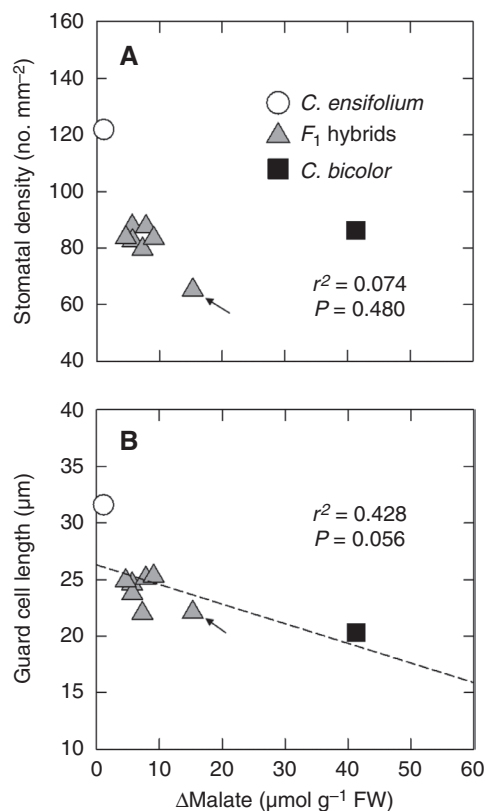 160
140
120
100
80
60
40
Stomatal density (no. mm⁻²)
A
C. ensifolium
F₁ hybrids
C. bicolor
r² = 0.074
P = 0.480
40
35
30
25
20
15
10
Guard cell length (μm)
B
r² = 0.428
P = 0.056
0 10 20 30 40 50 60
ΔMalate (μmol g⁻¹ FW)